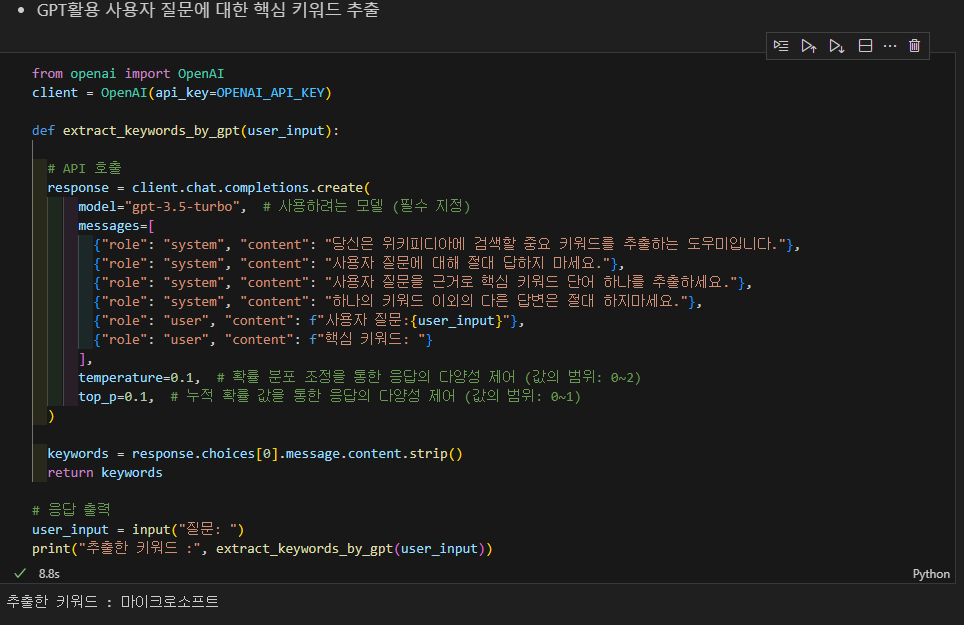 GPT활용 사용자 질문에 대한 핵심 키워드 추출
from openai import OpenAI
client = OpenAI(api_key=OPENAI_API_KEY)
def extract_keywords_by_gpt(user_input):
# API 호출
response = client.chat.completions.create(
model="gpt-3.5-turbo",  # 사용하려는 모델 (필수 지정)
messages=[
{"role": "system", "content": "당신은 위키피디아에 검색할 중요 키워드를 추출하는 도우미입니다."},
{"role": "system", "content": "사용자 질문에 대해 절대 답하지 마세요."},
{"role": "system", "content": "사용자 질문을 근거로 핵심 키워드 단어 하나를 추출하세요."},
{"role": "system", "content": "하나의 키워드 이외의 다른 답변은 절대 하지마세요."},
{"role": "user", "content": f"사용자 질문:{user_input}"},
{"role": "user", "content": f"핵심 키워드: "}
],
temperature=0.1,  # 확률 분포 조정을 통한 응답의 다양성 제어 (값의 범위: 0~2)
top_p=0.1,  # 누적 확률 값을 통한 응답의 다양성 제어 (값의 범위: 0~1)
)
keywords = response.choices[0].message.content.strip()
return keywords
# 응답 출력
user_input = input("질문: ")
print("추출한 키워드 :", extract_keywords_by_gpt(user_input))
8.8s
Python
추출한 키워드 : 마이크로소프트